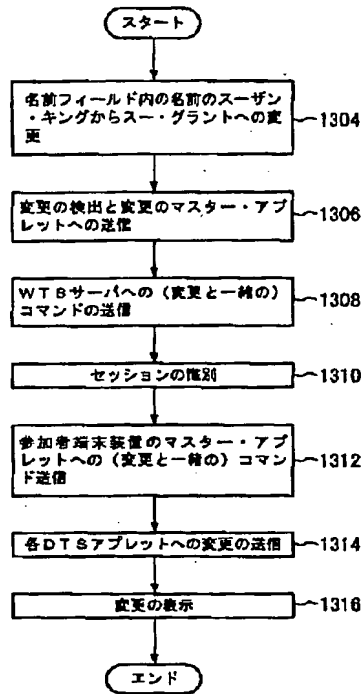 スタート
名前フィールド内の名前のスーザン
・キングからスー・グラントへの変
更
1304
変更の検出と変更のマスター・アプ
レットへの送信
1306
WTBサーバへの(変更と一緒の)
コマンドの送信
1308
セッションの識別
1310
参加者端末装置のマスター・アプ
レットへの(変更と一緒の)コマン
ド送信
1312
各DTSアプレットへの変更の送信
1314
変更の表示
1316
エンド